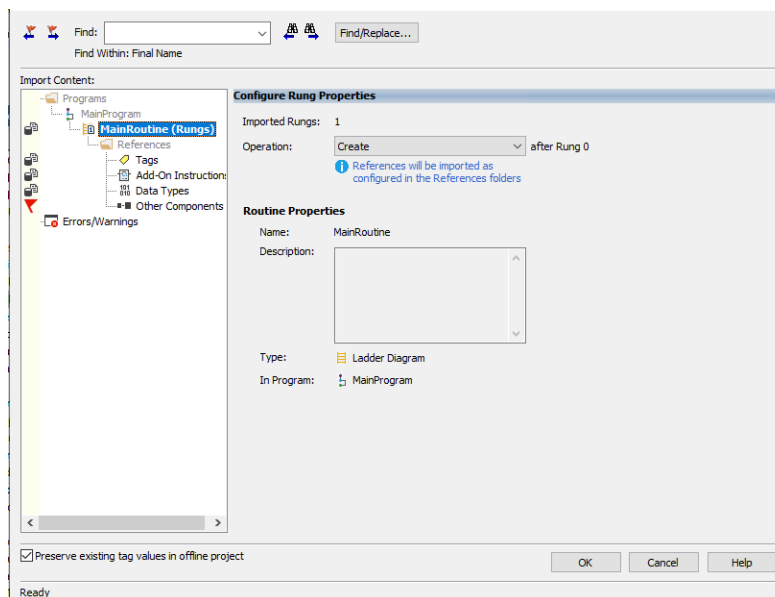 Find:
Find/Replace...
Find Within: Final Name
Import Content:
Programs
MainProgram
MainRoutine (Rungs)
References
Tags
Add-On Instruction
Data Types
Other Components
Errors/Warnings
Configure Rung Properties
Imported Rungs: 1
Operation: Create after Rung 0
References will be imported as
configured in the References folders
Routine Properties
Name: MainRoutine
Description:
Type: Ladder Diagram
In Program: MainProgram
Preserve existing tag values in offline project
OK Cancel Help
Ready